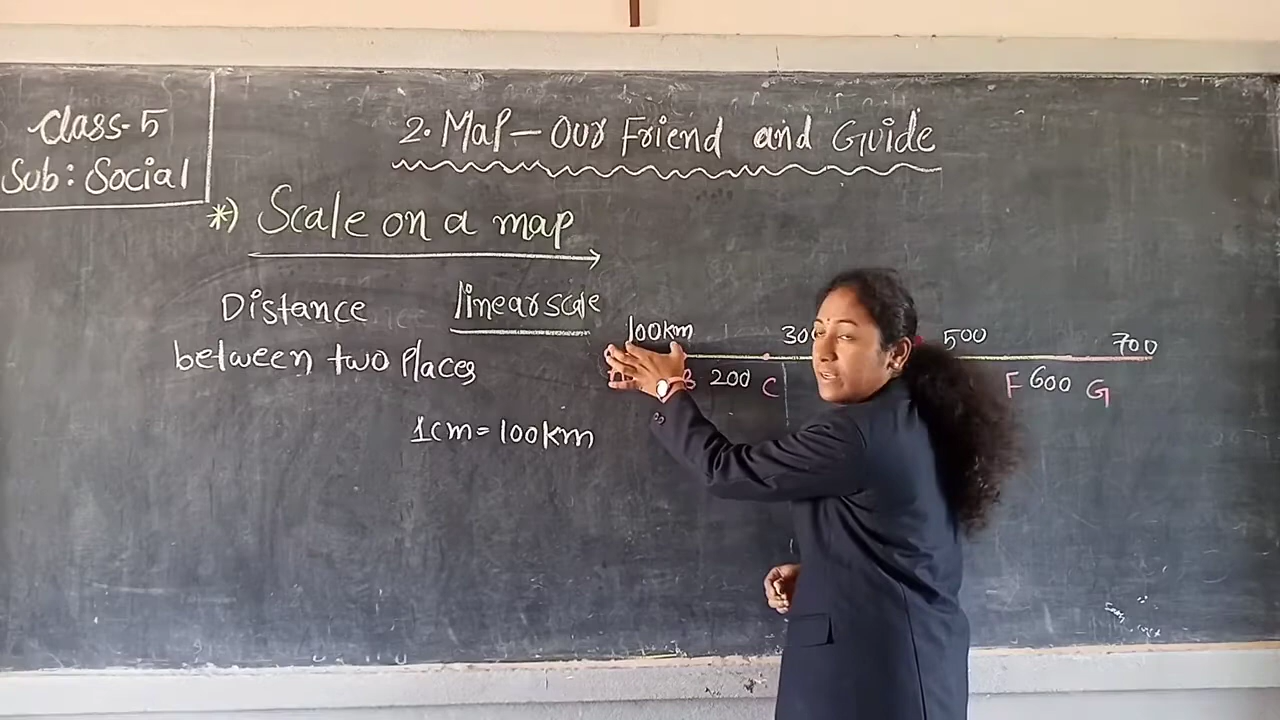 Class-5
Sub: Social
2. Map - Our Friend and Guide
*) Scale on a map
Distance
between two Places
linear scale
1cm = 100km
100km 300 500 700
B 200 C F 600 G